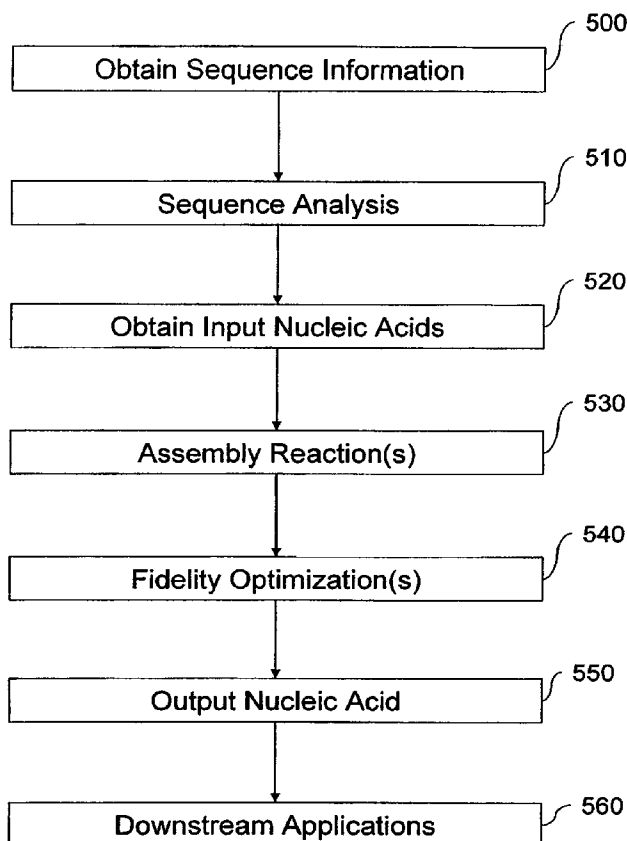 500
Obtain Sequence Information
510
Sequence Analysis
520
Obtain Input Nucleic Acids
530
Assembly Reaction(s)
540
Fidelity Optimization(s)
550
Output Nucleic Acid
560
Downstream Applications